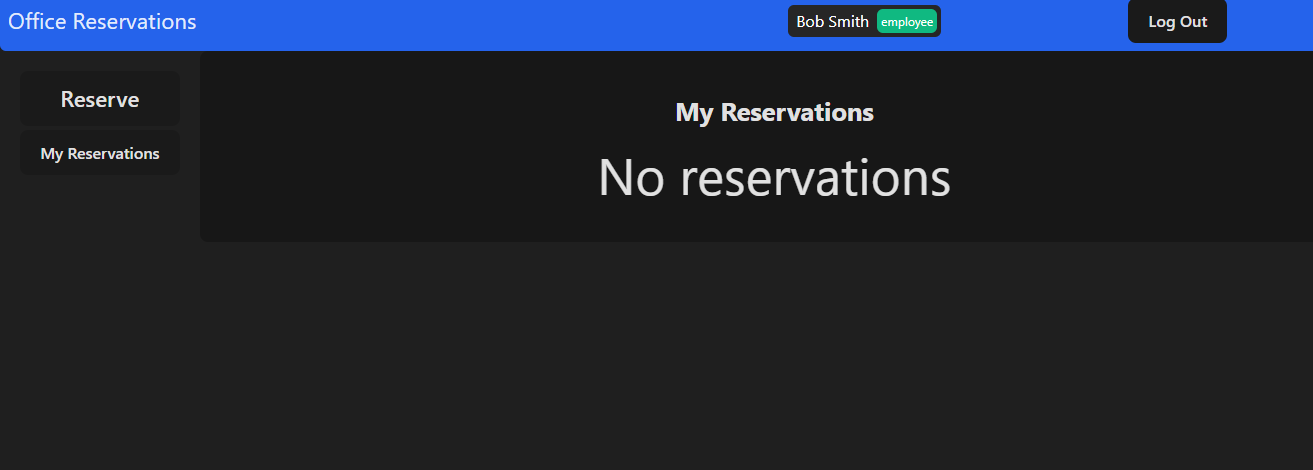 Office Reservations
Bob Smith employee
Log Out
Reserve
My Reservations
My Reservations
No reservations